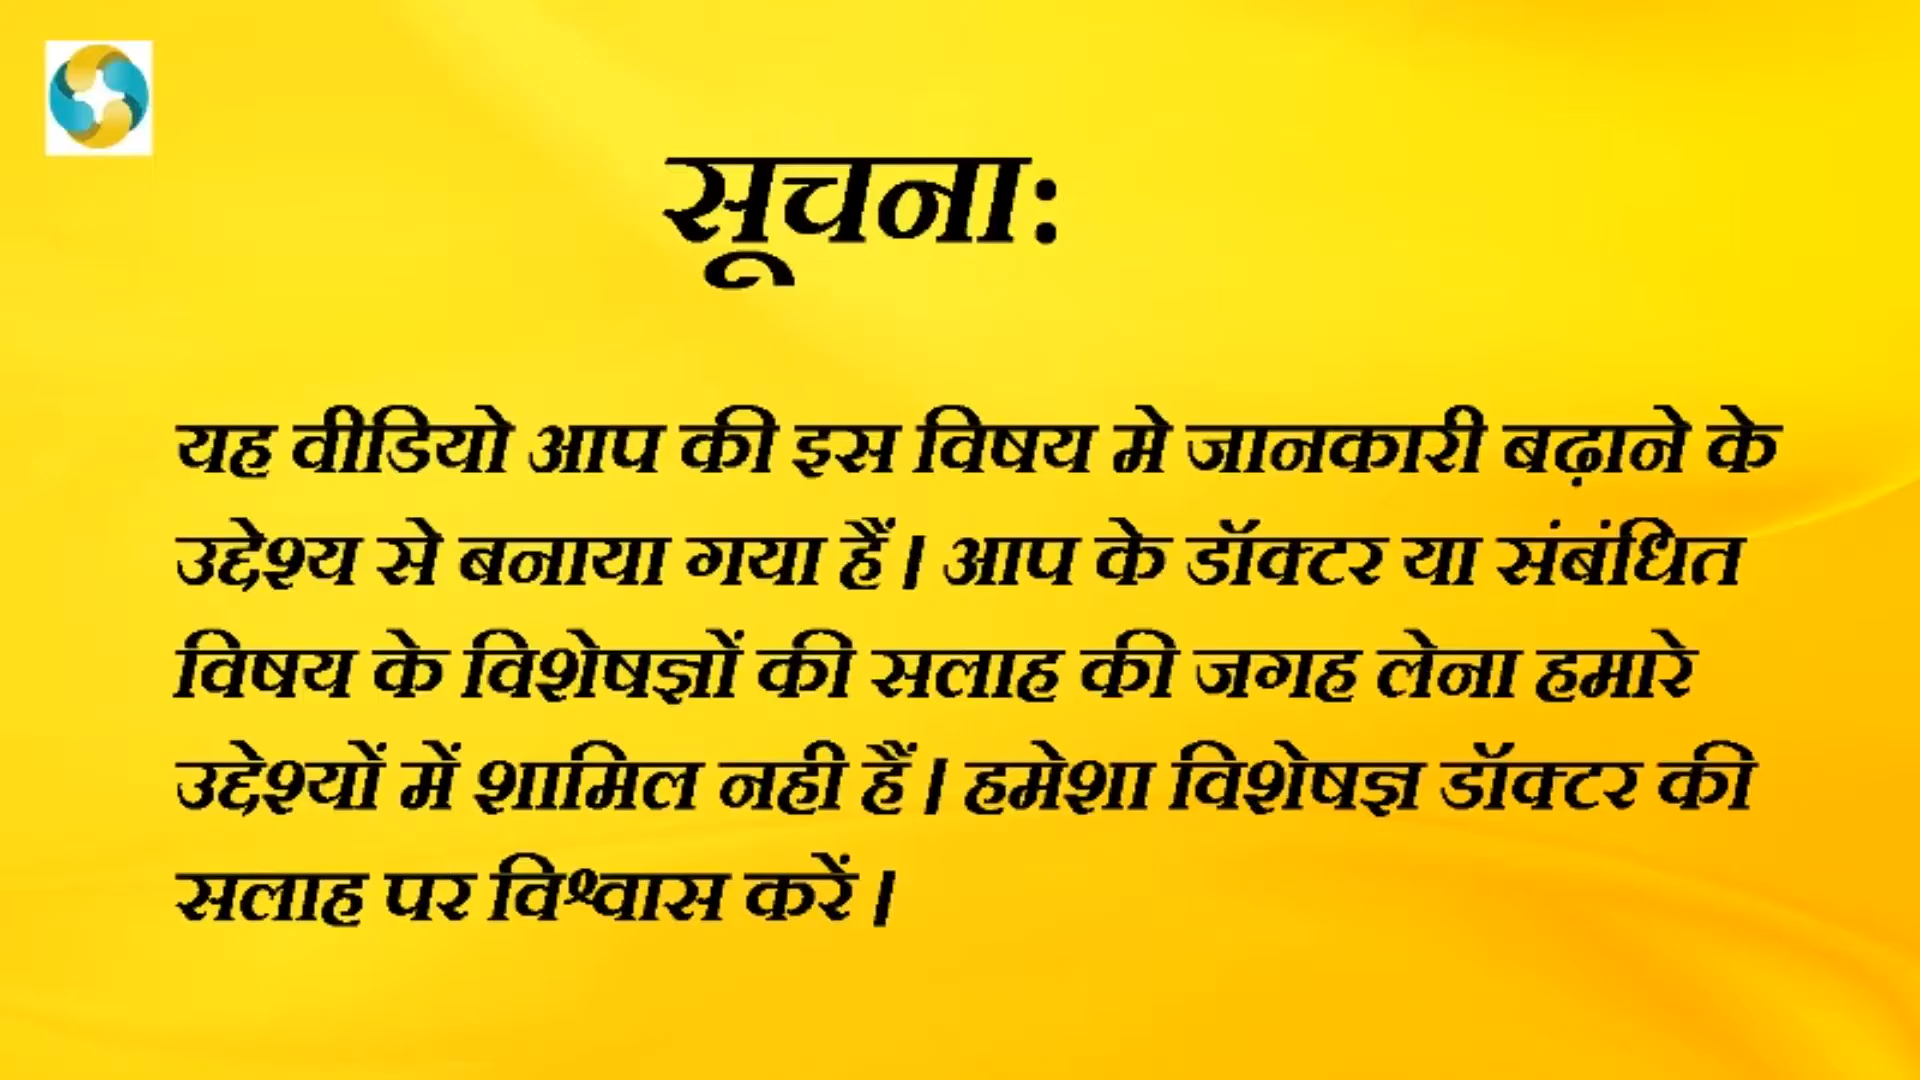 सूचना:
यह वीडियो आप की इस विषय मे जानकारी बढ़ाने के
उद्देश्य से बनाया गया हैं। आप के डॉक्टर या संबंधित
विषय के विशेषज्ञों की सलाह की जगह लेना हमारे
उद्देश्यों में शामिल नही हैं। हमेशा विशेषज्ञ डॉक्टर की
सलाह पर विश्वास करें।